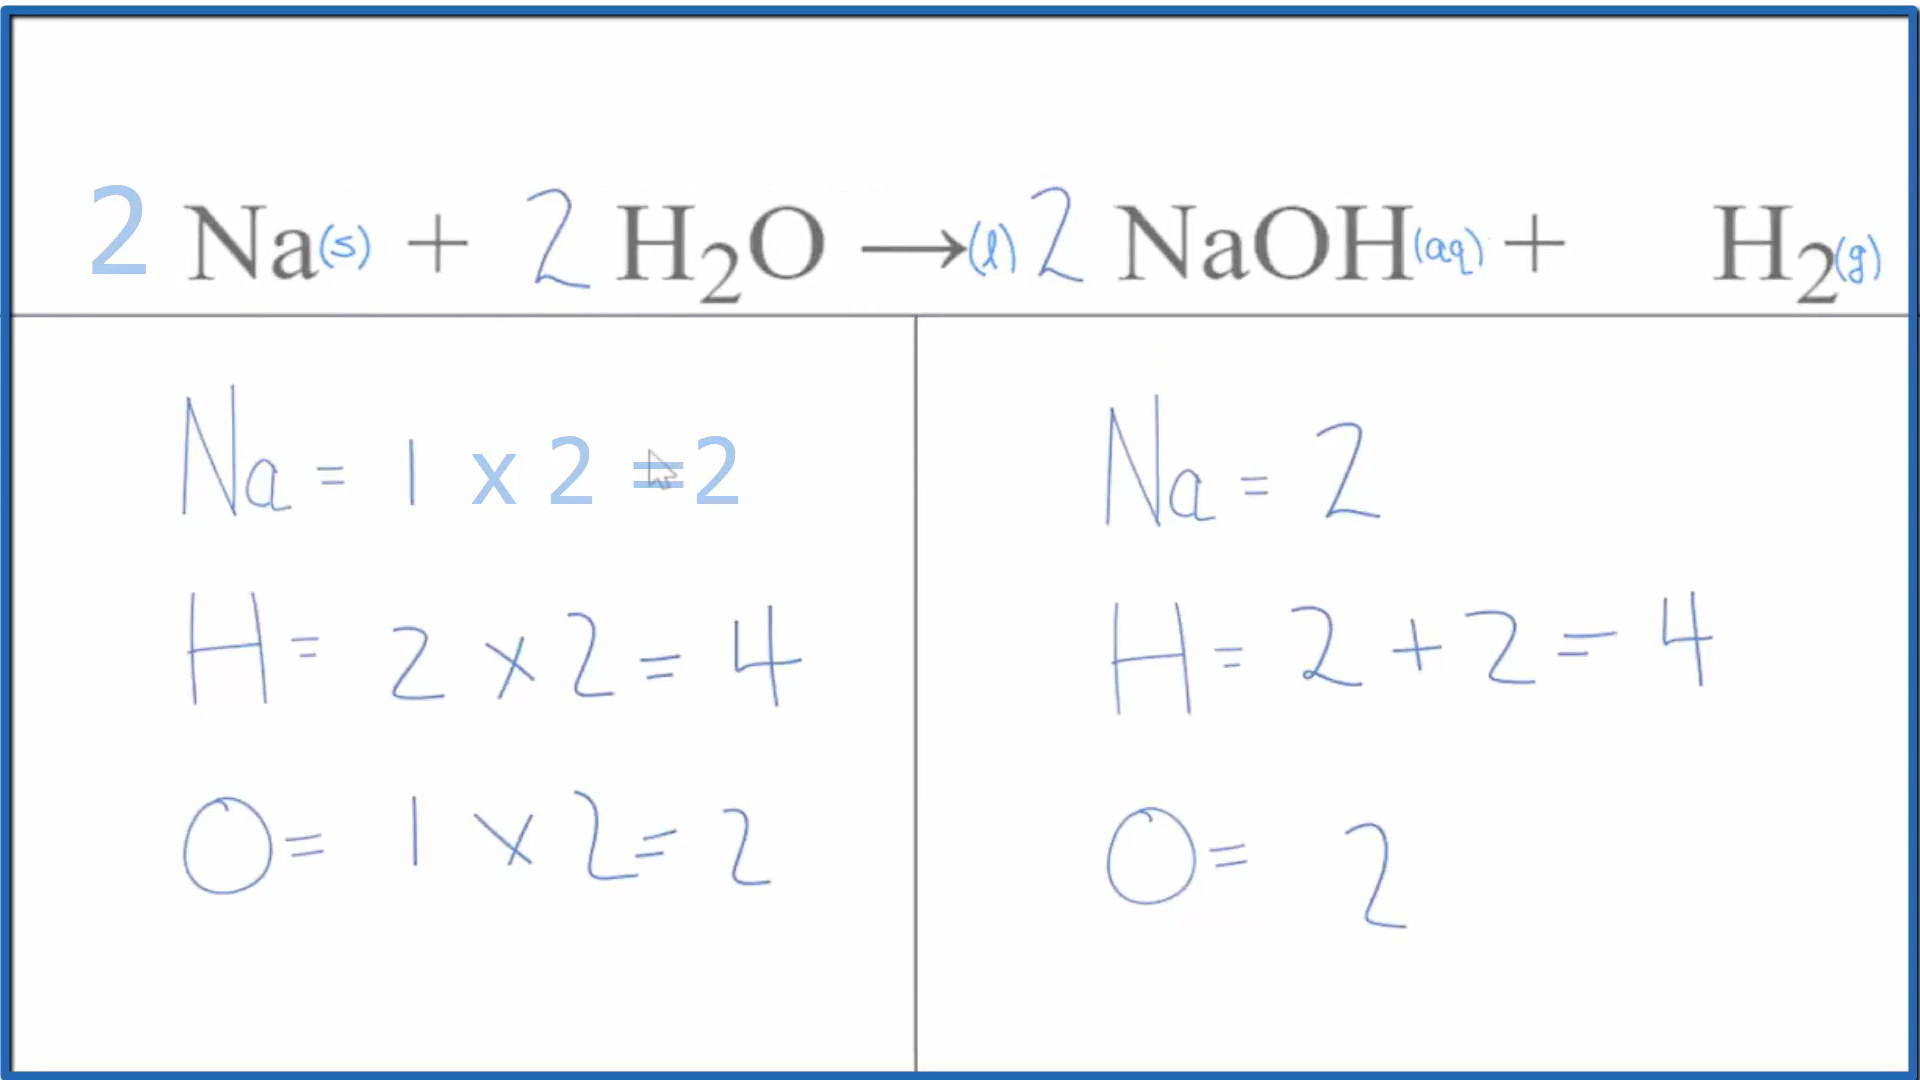 2 Na(s) + 2 H₂O → (l) 2 NaOH(aq) + H₂(g)
Na = 1 x 2 = 2
H = 2 x 2 = 4
O = 1 x 2 = 2
Na = 2
H = 2 + 2 = 4
O = 2